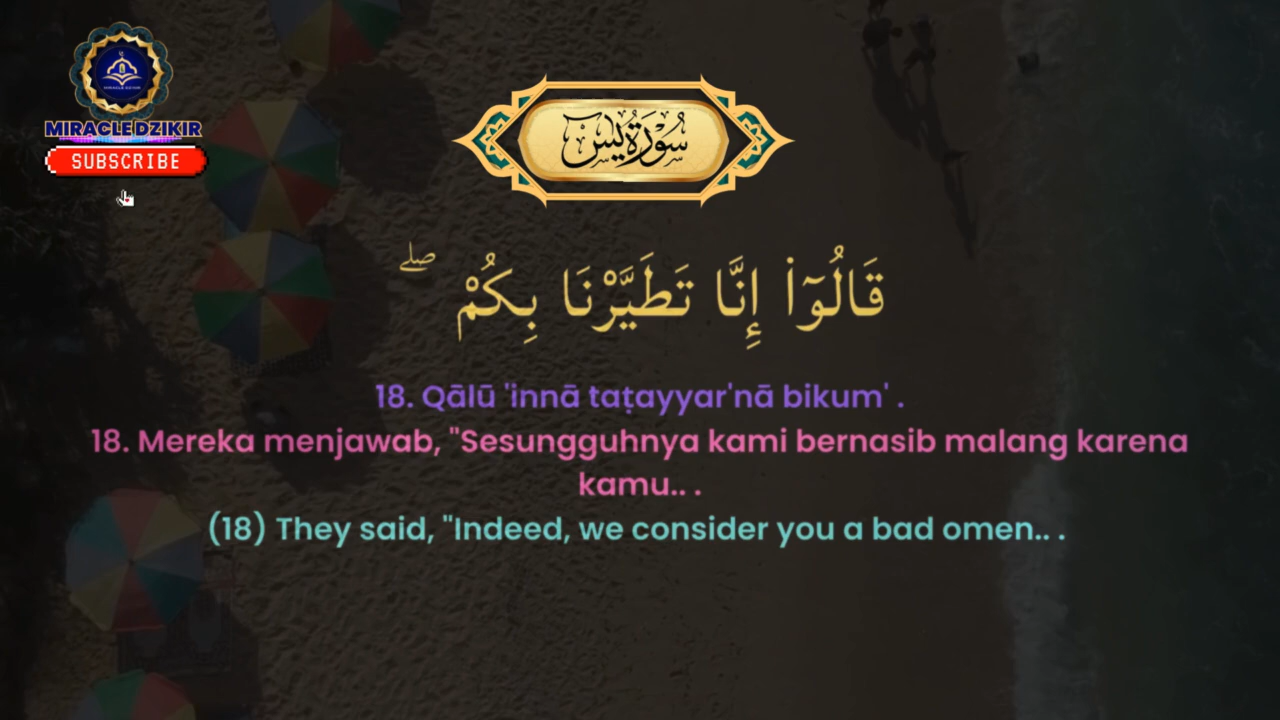 MIRACLE DZIKIR
SUBSCRIBE
سُورَةُ يس
قَالُوٓا۟ إِنَّا تَطَيَّرْنَا بِكُمْ ۖ
18. Qālū 'innā taṭayyar'nā bikum' .
18. Mereka menjawab, "Sesungguhnya kami bernasib malang karena
kamu.. .
(18) They said, "Indeed, we consider you a bad omen.. .